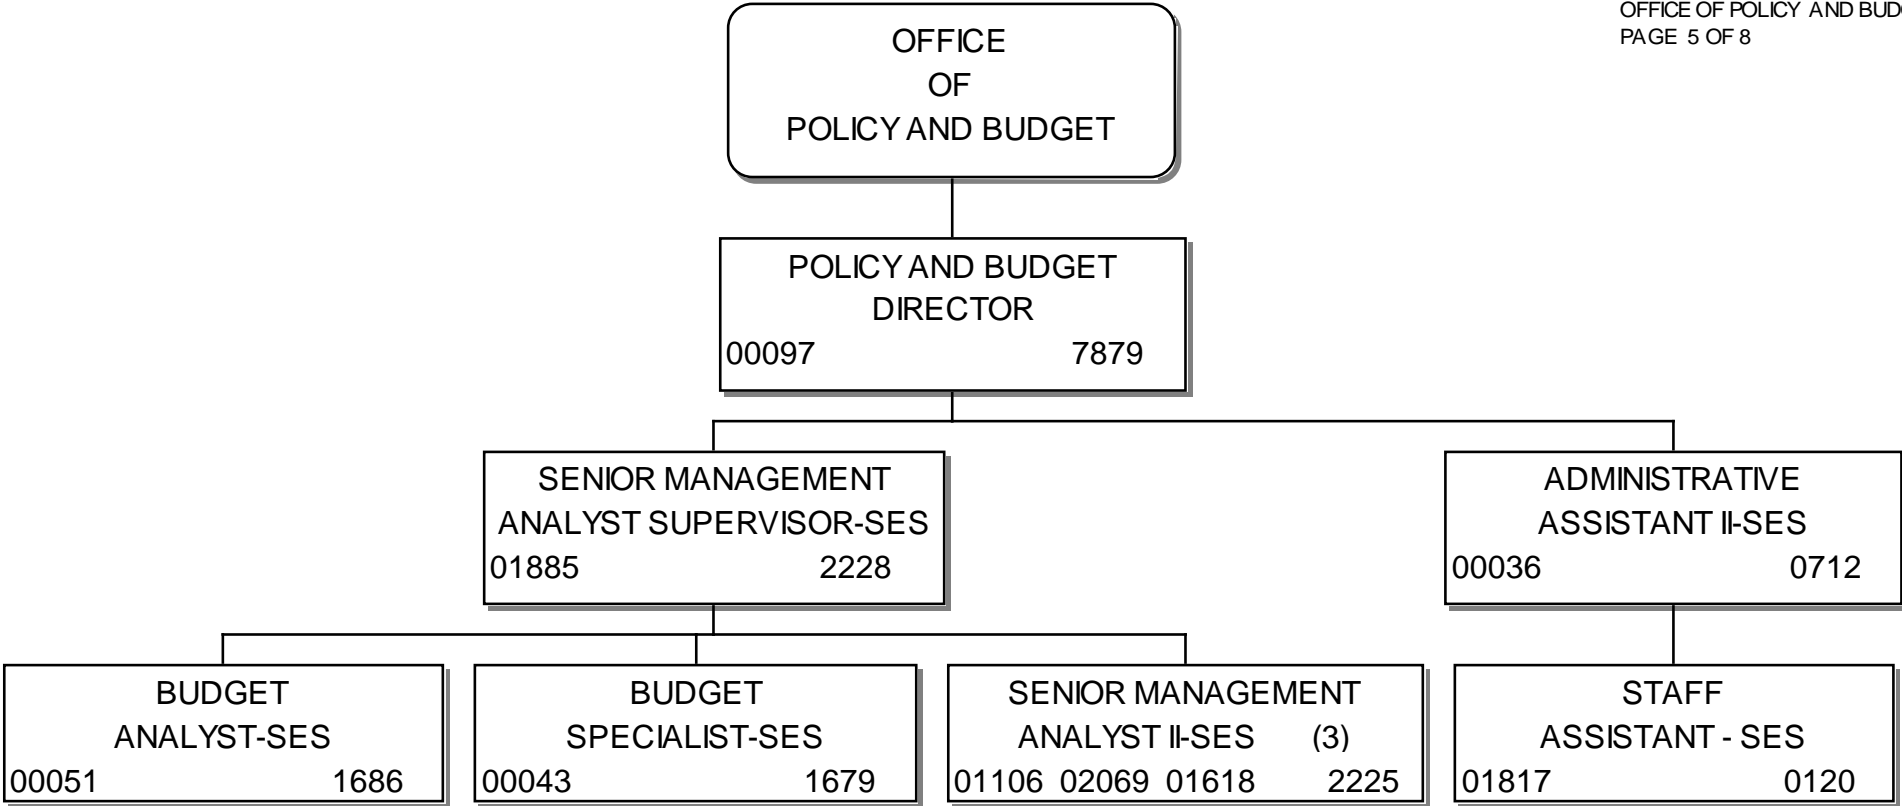 OFFICE OF POLICY AND
PAGE 5 OF 8
OFFICE
OF
POLICY AND BUDGET
POLICY AND BUDGET
DIRECTOR
00097 7879
SENIOR MANAGEMENT
ANALYST SUPERVISOR-SES
01885 2228
ADMINISTRATIVE
ASSISTANT II-SES
00036 0712
BUDGET
ANALYST-SES
00051 1686
BUDGET
SPECIALIST-SES
00043 1679
SENIOR MANAGEMENT
ANALYST II-SES (3)
01106 02069 01618 2225
STAFF
ASSISTANT - SES
01817 0120